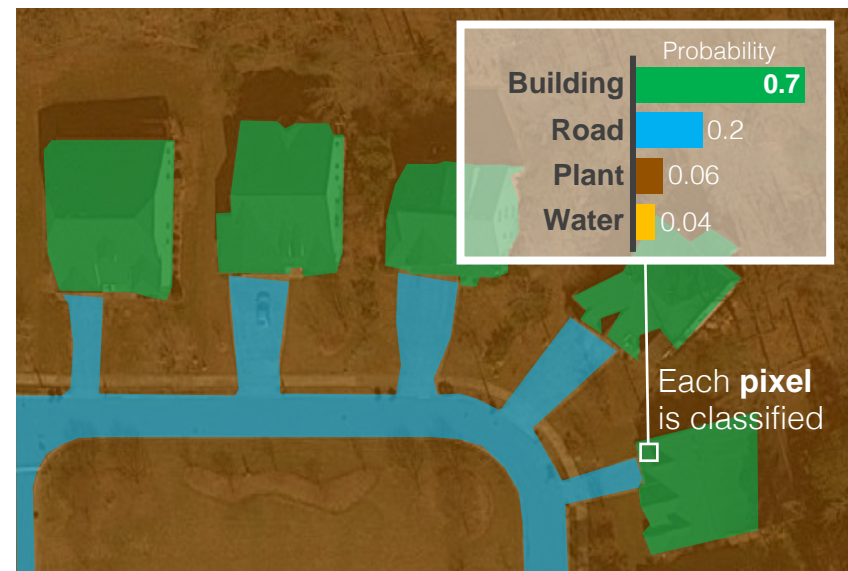 Probability
Building 0.7
Road 0.2
Plant 0.06
Water 0.04
Each pixel
is classified